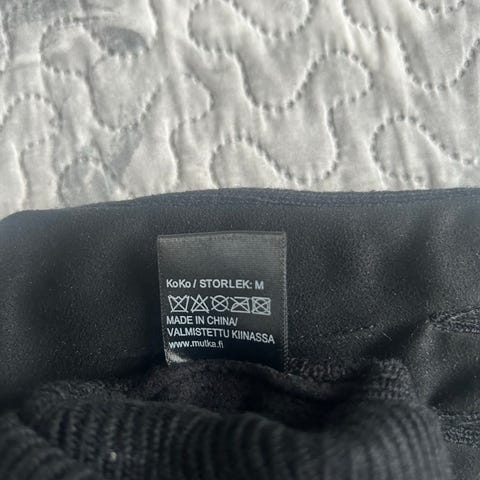 KoKo / STORLEK: M
MADE IN CHINA/
VALMISTETTU KIINASSA
www.mutka.fi